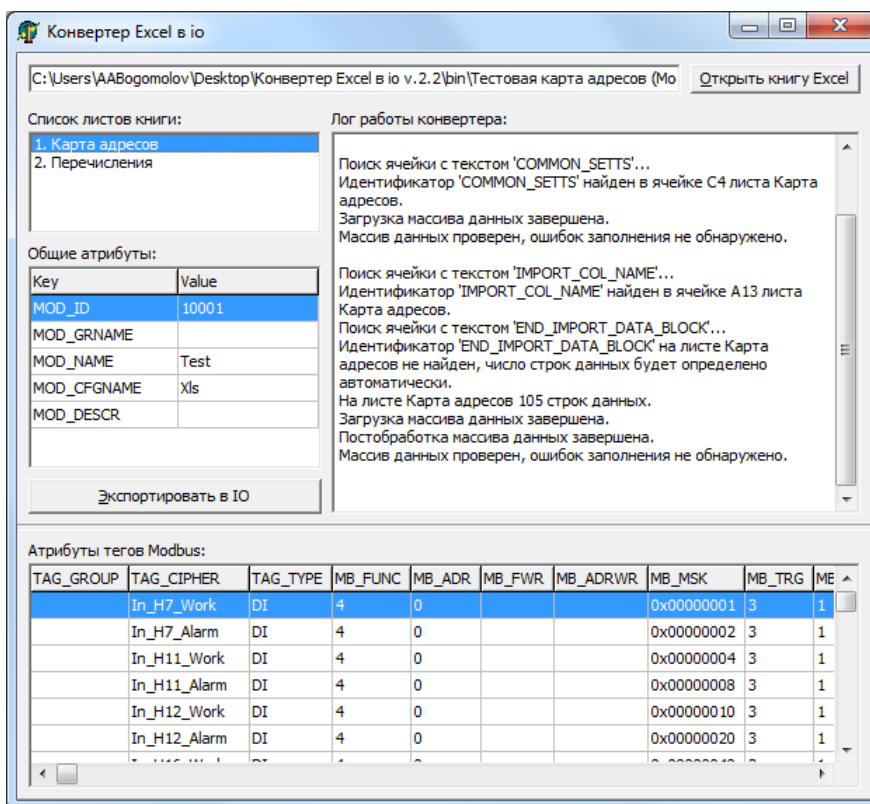 Конвертер Excel в io
C:\Users\AABogomolov\Desktop\Конвертер Excel в io v.2.2\bin\Тестовая карта адресов (Mo
Открыть книгу Excel
Список листов книги:
1. Карта адресов
2. Перечисления
Общие атрибуты:
Key Value
MOD_ID 10001
MOD_GRNAME
MOD_NAME Test
MOD_CFGNAME Xls
MOD_DESCR
Экспортировать в IO
Лог работы конвертера:
Поиск ячейки с текстом 'COMMON_SETTS'...
Идентификатор 'COMMON_SETTS' найден в ячейке C4 листа Карта
адресов.
Загрузка массива данных завершена.
Массив данных проверен, ошибок заполнения не обнаружено.
Поиск ячейки с текстом 'IMPORT_COL_NAME'...
Идентификатор 'IMPORT_COL_NAME' найден в ячейке A13 листа
Карта адресов.
Поиск ячейки с текстом 'END_IMPORT_DATA_BLOCK'...
Идентификатор 'END_IMPORT_DATA_BLOCK' на листе Карта
адресов не найден, число строк данных будет определено
автоматически.
На листе Карта адресов 105 строк данных.
Загрузка массива данных завершена.
Постобработка массива данных завершена.
Массив данных проверен, ошибок заполнения не обнаружено.
Атрибуты тегов Modbus:
TAG_GROUP TAG_CIPHER TAG_TYPE MB_FUNC MB_ADR MB_FWR MB_ADRWR MB_MSK MB_TRG ME
In_H7_Work DI 4 0 0x00000001 3 1
In_H7_Alarm DI 4 0 0x00000002 3 1
In_H11_Work DI 4 0 0x00000004 3 1
In_H11_Alarm DI 4 0 0x00000008 3 1
In_H12_Work DI 4 0 0x00000010 3 1
In_H12_Alarm DI 4 0 0x00000020 3 1